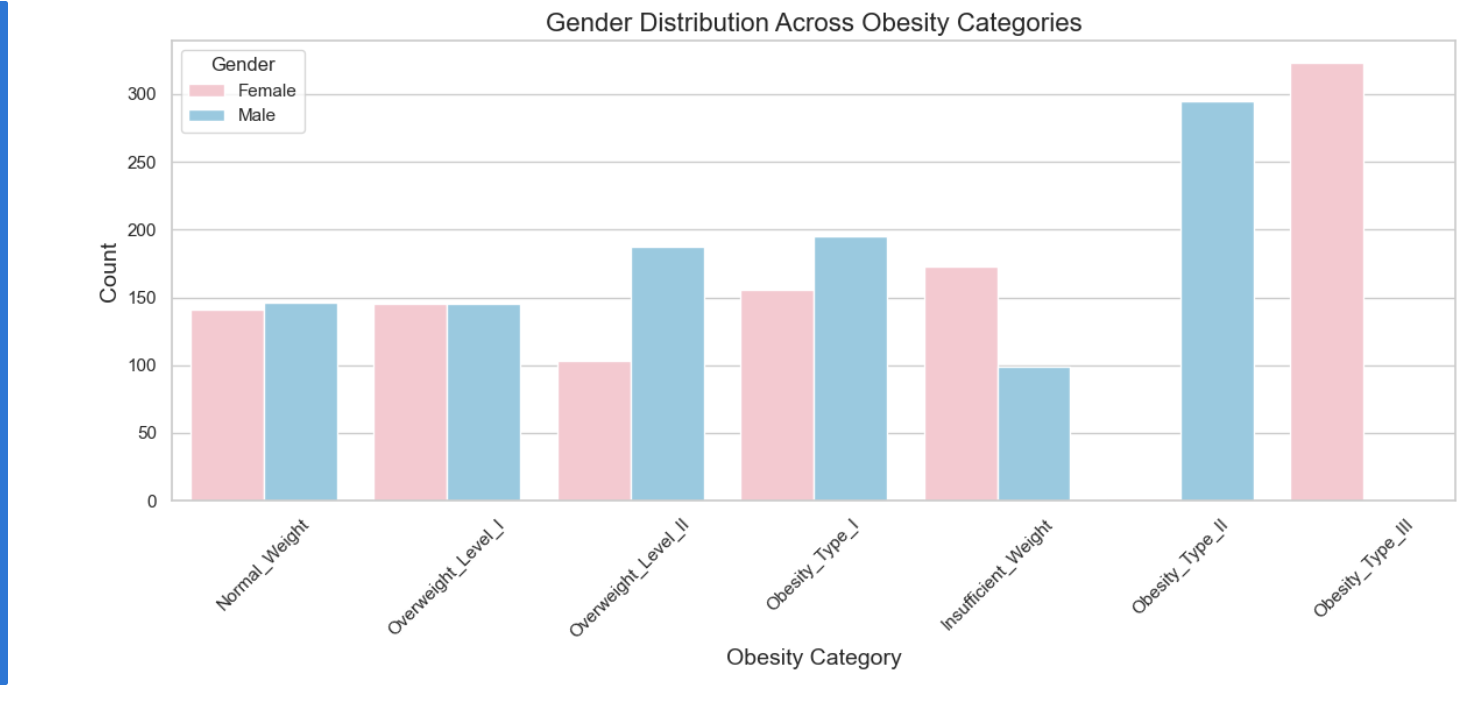 Gender Distribution Across Obesity Categories
Gender
Female
Male
Count
300
250
200
150
100
50
0
Normal_Weight
Overweight_Level_I
Overweight_Level_II
Obesity_Type_I
Insufficient_Weight
Obesity_Type_II
Obesity_Type_III
Obesity Category